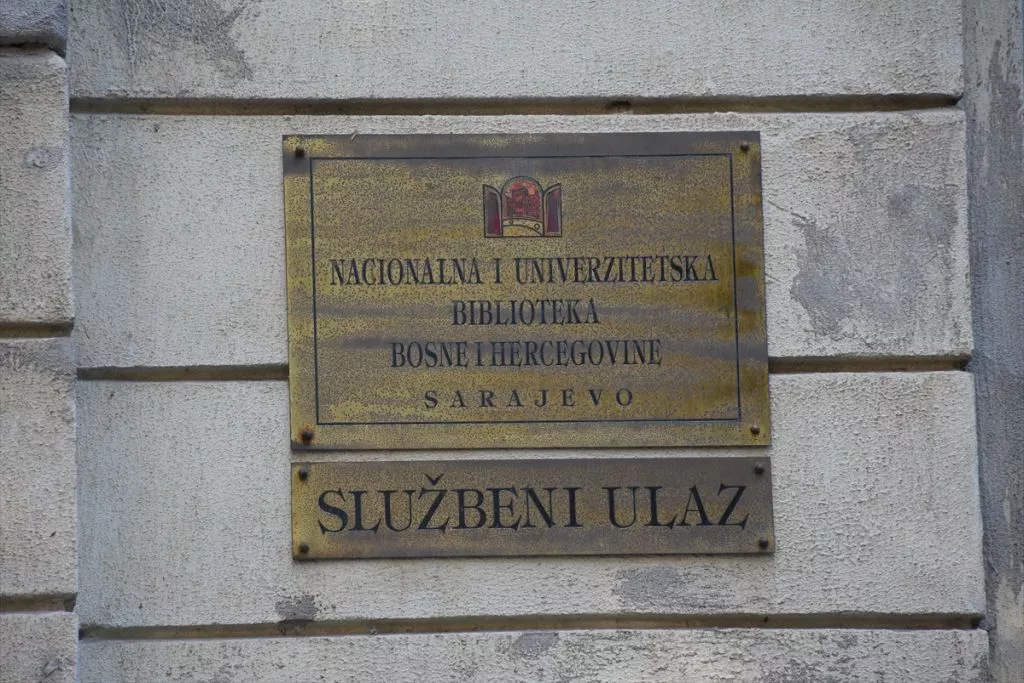 NACIONALNA I UNIVERZITETSKA
BIBLIOTEKA
BOSNE I HERCEGOVINE
SARAJEVO
SLUŽBENI ULAZ